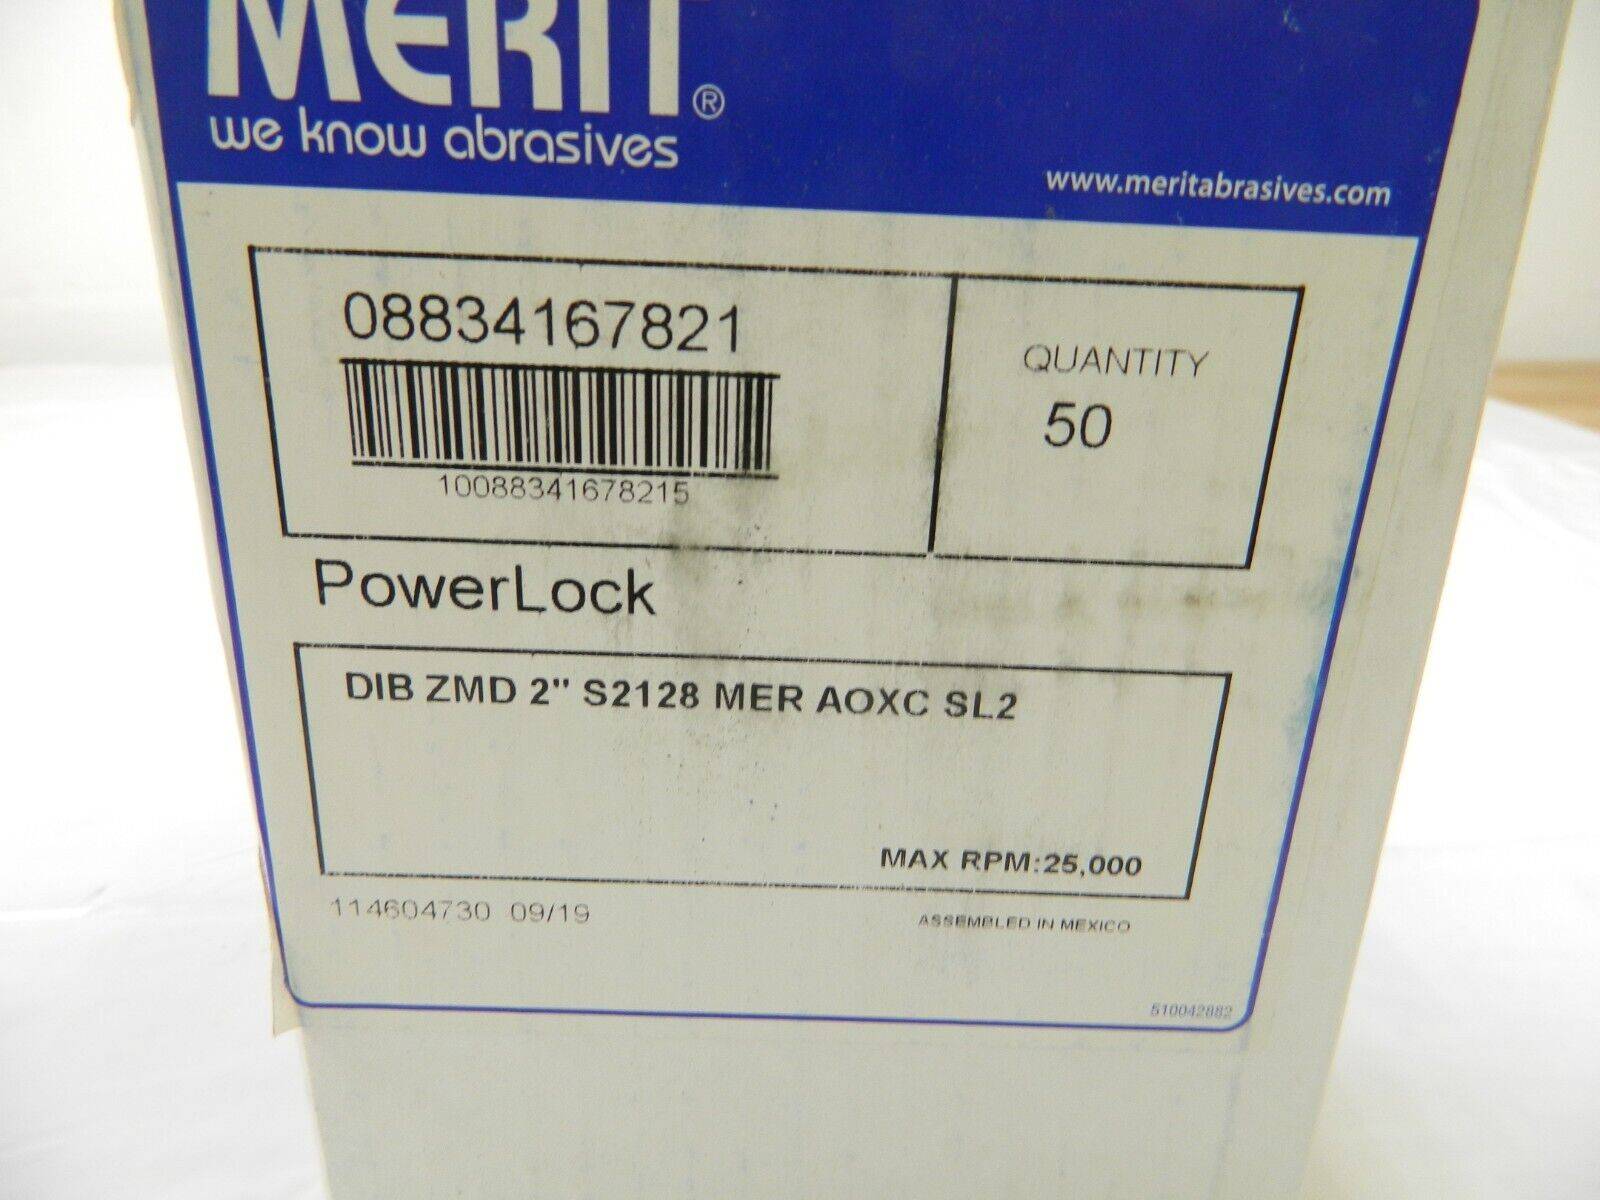 MERIT®
we know abrasives
www.meritabrasives.com
08834167821
QUANTITY
50
10088341678215
PowerLock
DIB ZMD 2" S2128 MER AOXC SL2
MAX RPM:25,000
114604730 09/19
ASSEMBLED IN MEXICO
510042882